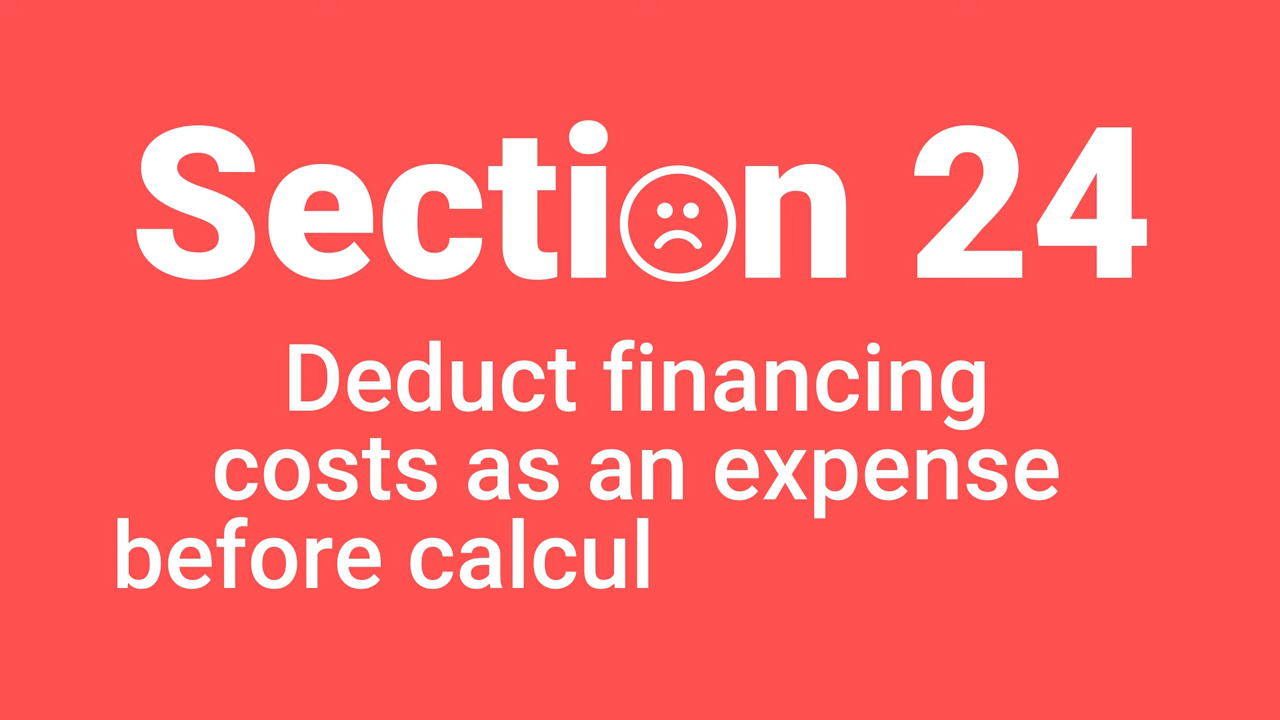 Section 24
Deduct financing
costs as an expense
before calcul